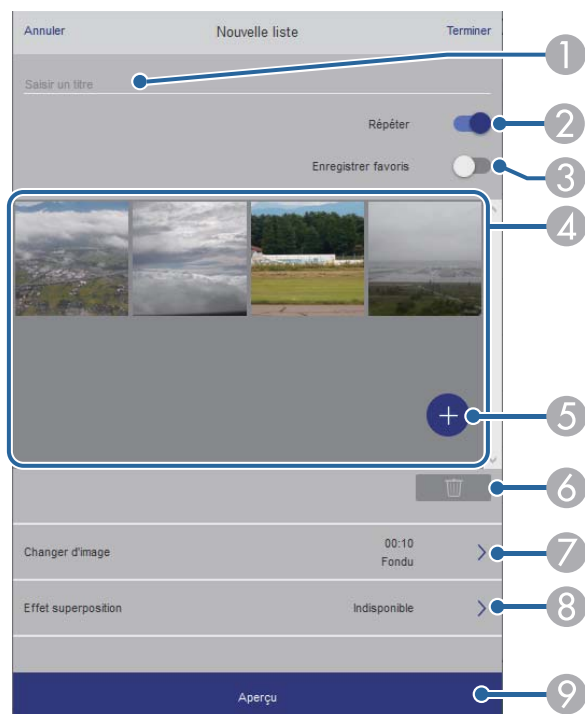 Annuler Nouvelle liste Terminer
1
Saisir un titre
Répéter
2
Enregistrer favoris
3
4
+
5
6
Changer d'image 00:10
Fondu
7
Effet superposition Indisponible >
8
Aperçu
9